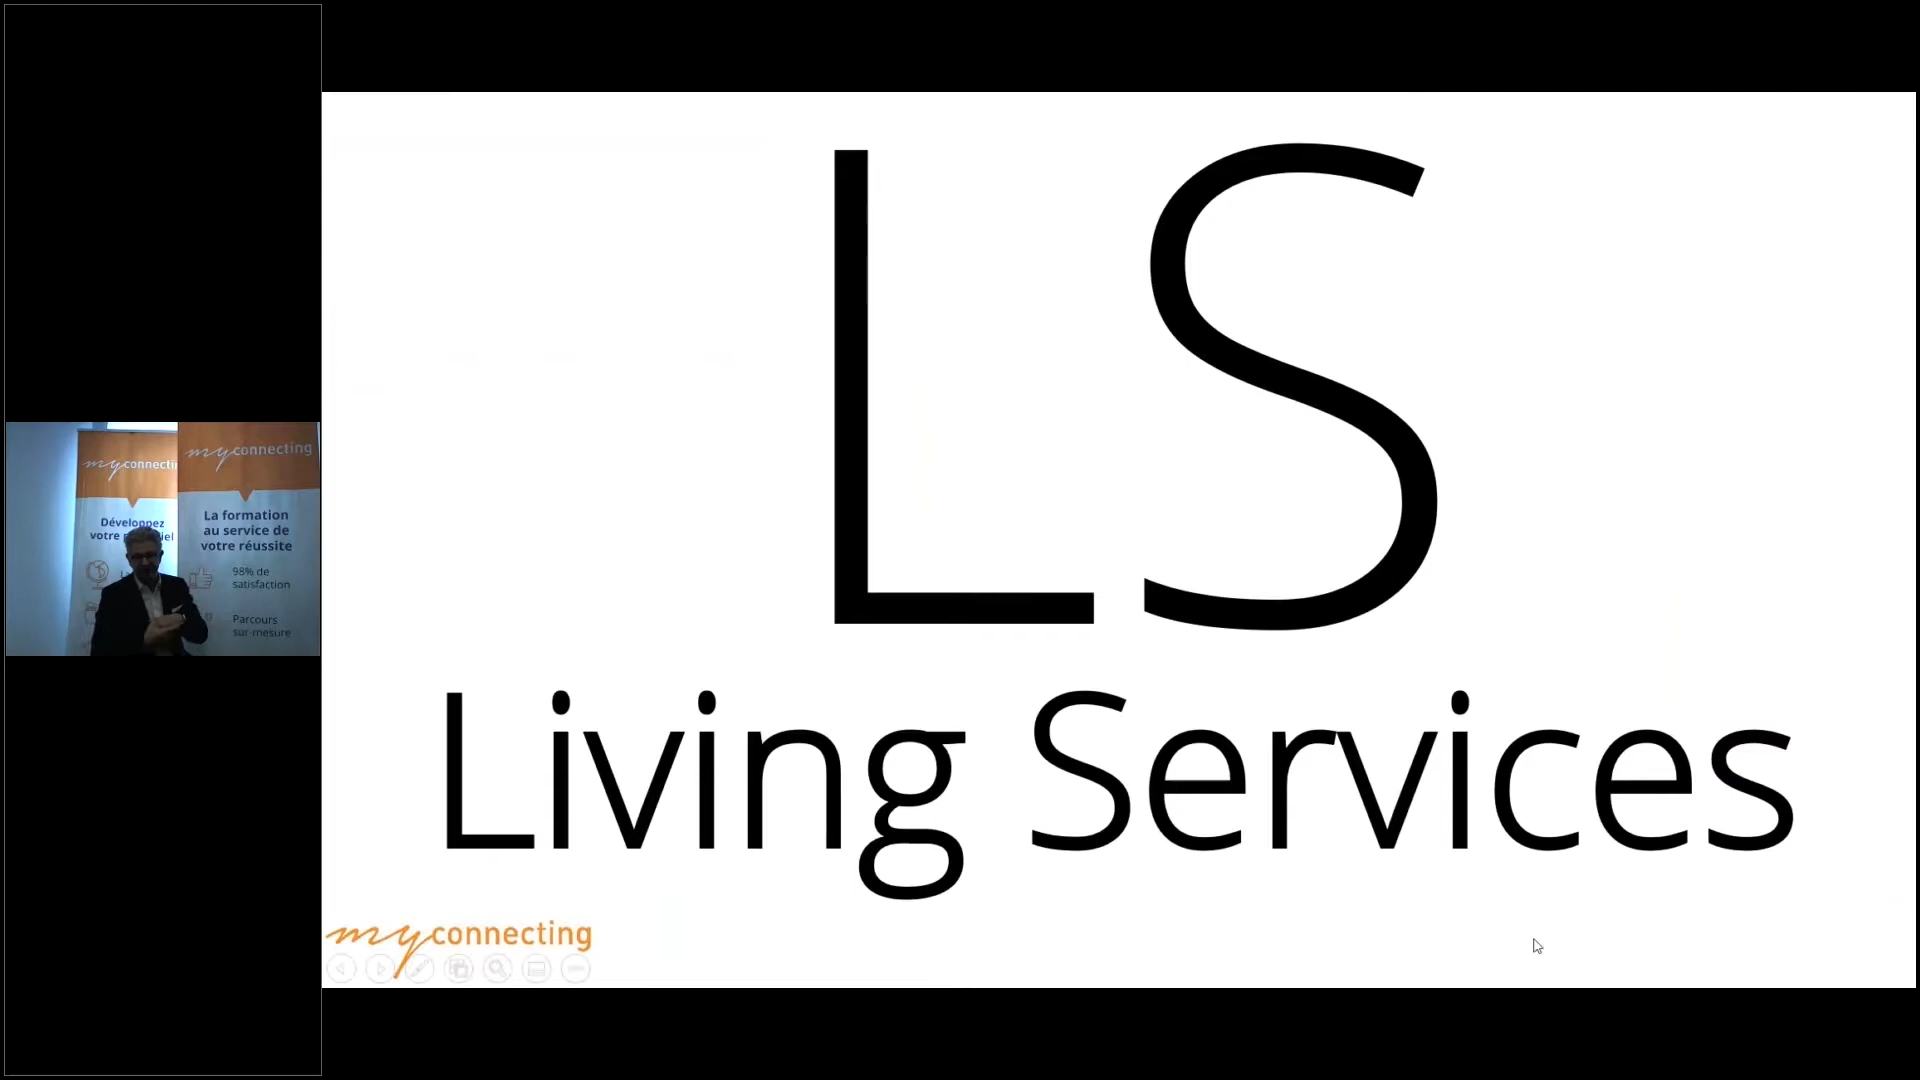 LS
Living Services
myconnecting
myconnecti
Développez
votre
myconnecting
La formation
au service de
votre réussite
98% de
satisfaction
Parcours
sur-mesure